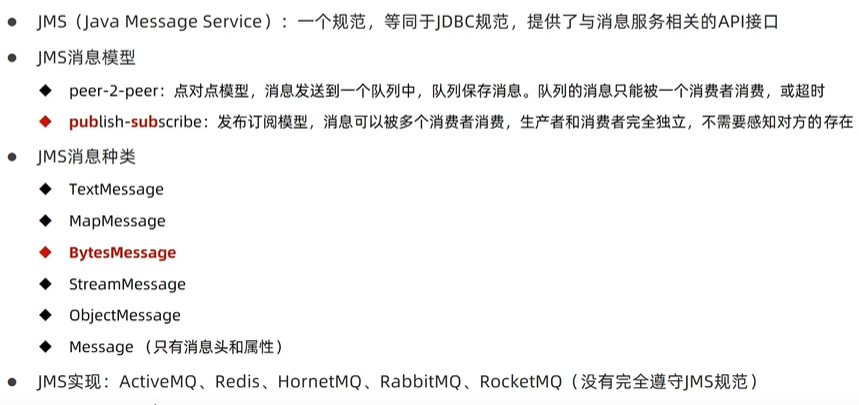 ● JMS（Java Message Service）：一个规范，等同于JDBC规范，提供了与消息服务相关的API接口
● JMS消息模型
◆ peer-2-peer：点对点模型，消息发送到一个队列中，队列保存消息。队列的消息只能被一个消费者消费，或超时
◆ publish-subscribe：发布订阅模型，消息可以被多个消费者消费，生产者和消费者完全独立，不需要感知对方的存在
● JMS消息种类
◆ TextMessage
◆ MapMessage
◆ BytesMessage
◆ StreamMessage
◆ ObjectMessage
◆ Message （只有消息头和属性）
● JMS实现：ActiveMQ、Redis、HornetMQ、RabbitMQ、RocketMQ（没有完全遵守JMS规范）